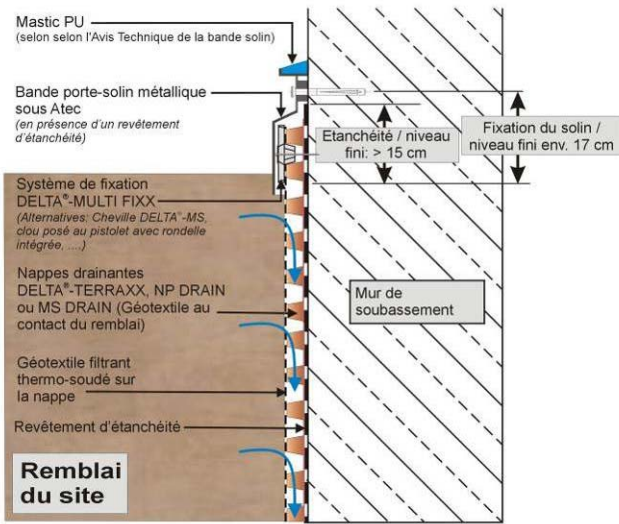 Mastic PU
(selon selon l'Avis Technique de la bande solin)
Bande porte-solin métallique
sous Atec
(en présence d'un revêtement
d'étanchéité)
Etanchéité / niveau
fini: > 15 cm
Fixation du solin /
niveau fini env. 17 cm
Système de fixation
DELTA®-MULTI FIXX
(Alternatives: Cheville DELTA®-MS,
clou posé au pistolet avec rondelle
intégrée, ....)
Nappes drainantes
DELTA®-TERRAXX, NP DRAIN
ou MS DRAIN (Géotextile au
contact du remblai)
Mur de
soubassement
Géotextile filtrant
thermo-soudé sur
la nappe
Revêtement d'étanchéité
Remblai
du site